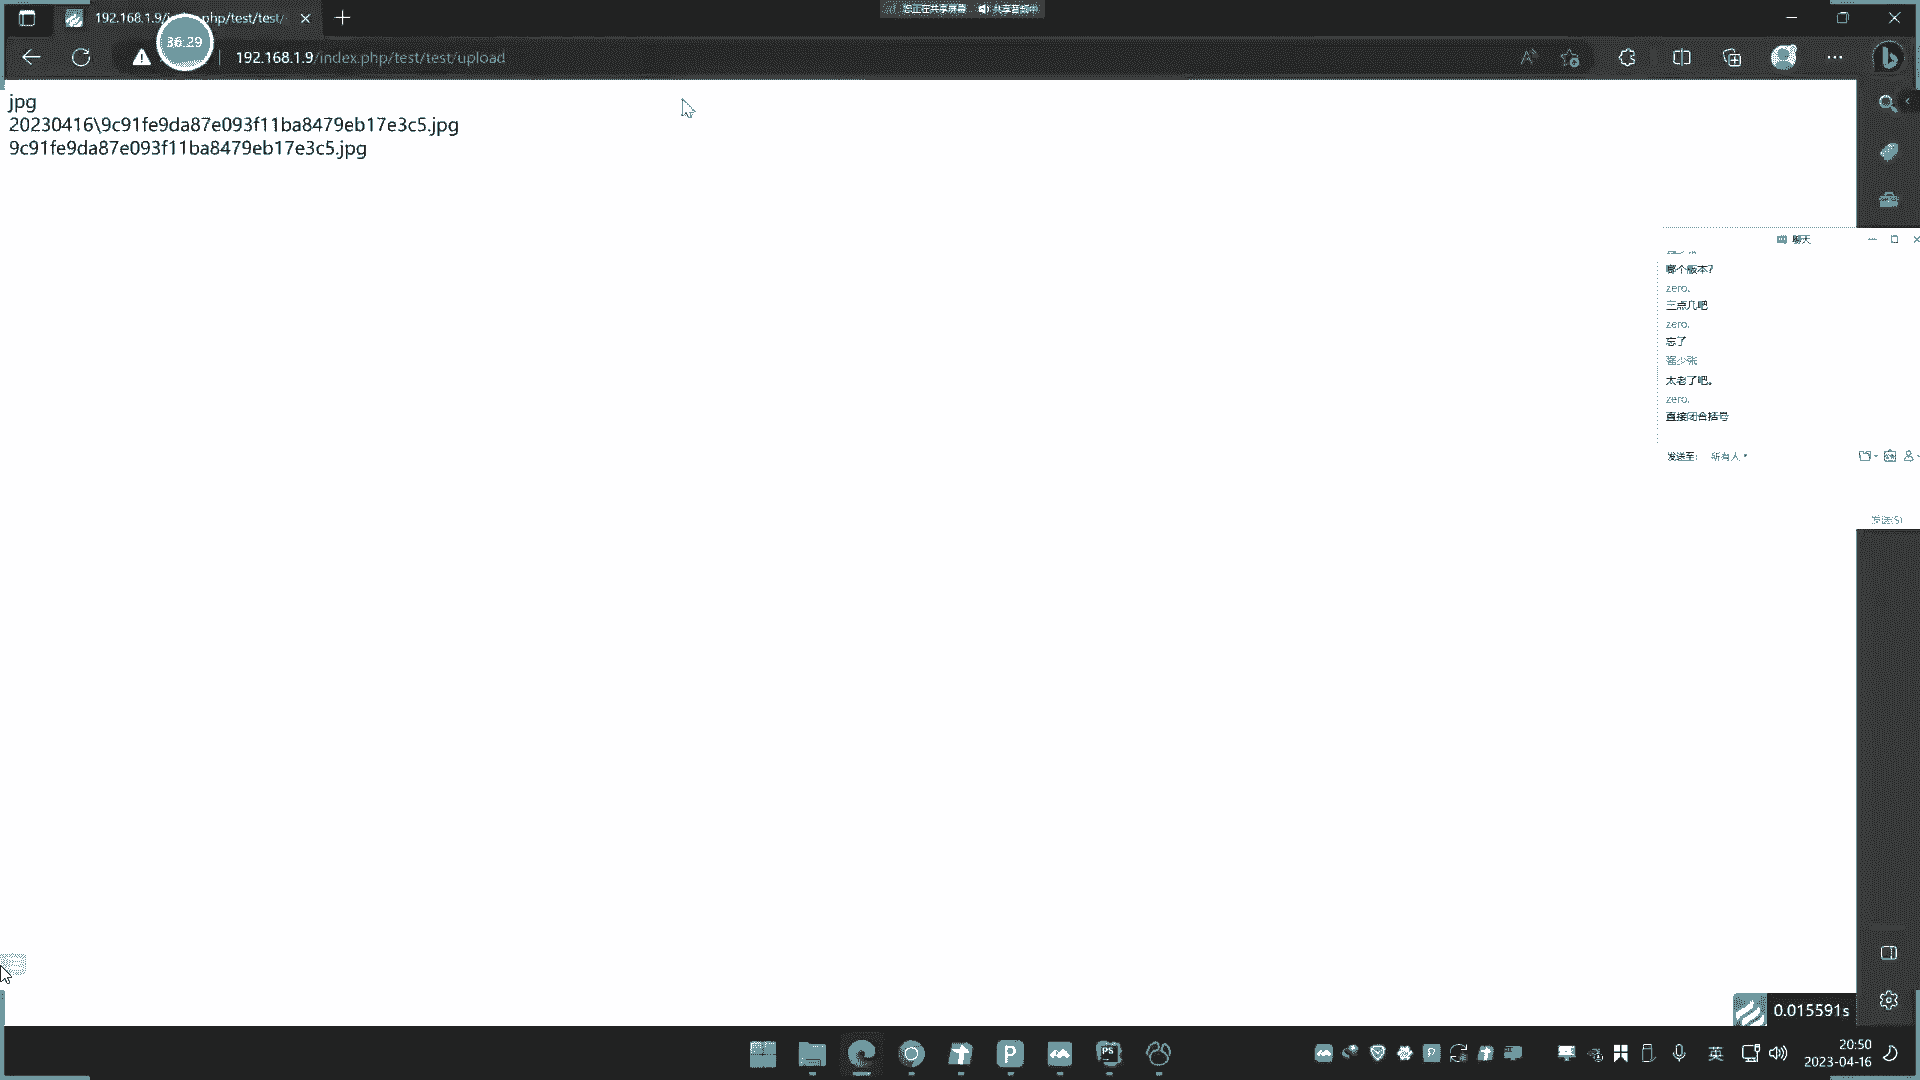 192.168.1.9/index.php/test/test/
您正在共享屏幕
共享音频中
36:29
192.168.1.9/index.php/test/test/upload
jpg
20230416\9c91fe9da87e093f11ba8479eb17e3c5.jpg
9c91fe9da87e093f11ba8479eb17e3c5.jpg
聊天
哪个版本?
zero.
三点几吧
zero.
忘了
太老了吧。
zero.
直接闭合括号
发送至: 所有人
发送(S)
0.015591s
英
20:50
2023-04-16